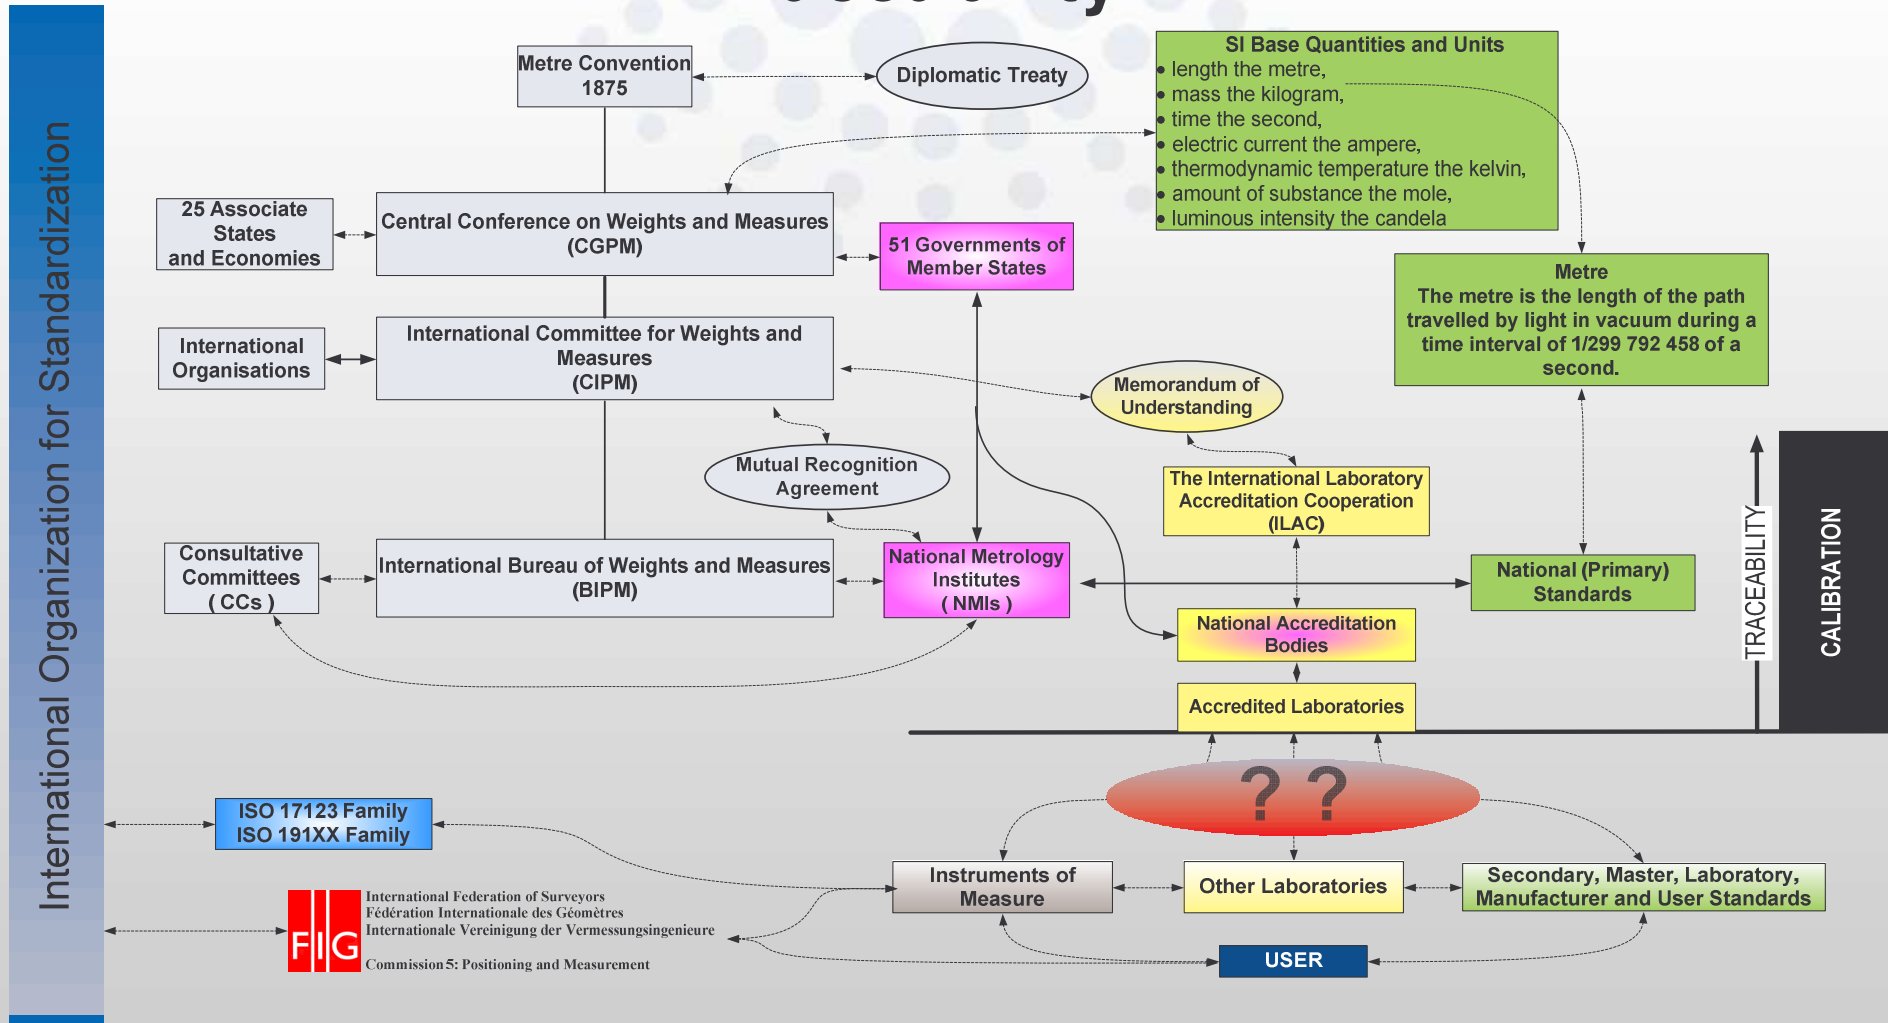 International Organization for Standardization
Metre Convention
1875
Diplomatic Treaty
SI Base Quantities and Units
• length the metre,
• mass the kilogram,
• time the second,
• electric current the ampere,
• thermodynamic temperature the kelvin,
• amount of substance the mole,
• luminous intensity the candela
25 Associate
States
and Economies
Central Conference on Weights and Measures
(CGPM)
51 Governments of
Member States
Metre
The metre is the length of the path
travelled by light in vacuum during a
time interval of 1/299 792 458 of a
second.
International
Organisations
International Committee for Weights and
Measures
(CIPM)
Memorandum of
Understanding
Mutual Recognition
Agreement
The International Laboratory
Accreditation Cooperation
(ILAC)
Consultative
Committees
( CCs )
International Bureau of Weights and Measures
(BIPM)
National Metrology
Institutes
( NMIs )
National (Primary)
Standards
TRACEABILITY
CALIBRATION
National Accreditation
Bodies
Accredited Laboratories
? ?
ISO 17123 Family
ISO 191XX Family
Instruments of
Measure
Other Laboratories
Secondary, Master, Laboratory,
Manufacturer and User Standards
FIG
International Federation of Surveyors
Fédération Internationale des Géomètres
Internationale Vereinigung der Vermessungsingenieure
Commission 5: Positioning and Measurement
USER